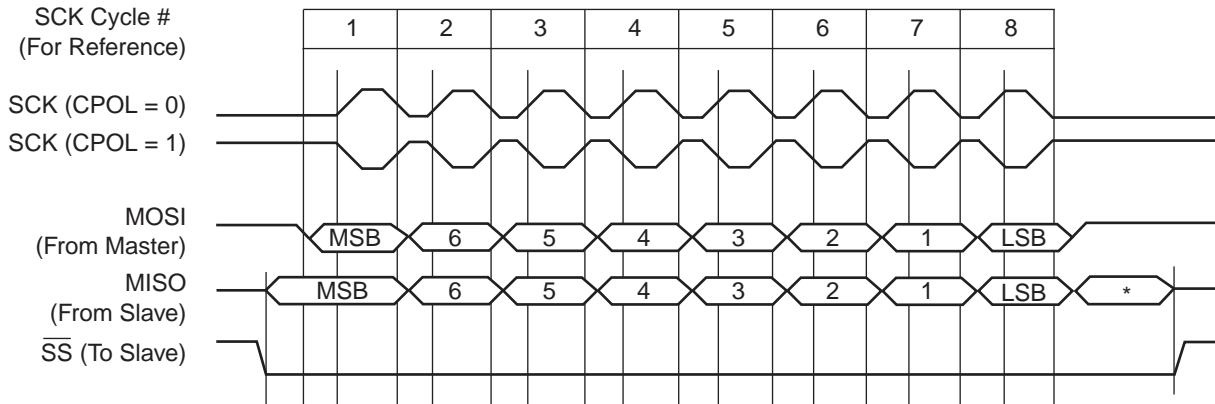 SCK Cycle #
(For Reference)
1 2 3 4 5 6 7 8
SCK (CPOL = 0)
SCK (CPOL = 1)
MOSI
(From Master)
MSB 6 5 4 3 2 1 LSB
MISO
(From Slave)
MSB 6 5 4 3 2 1 LSB *
SS (To Slave)